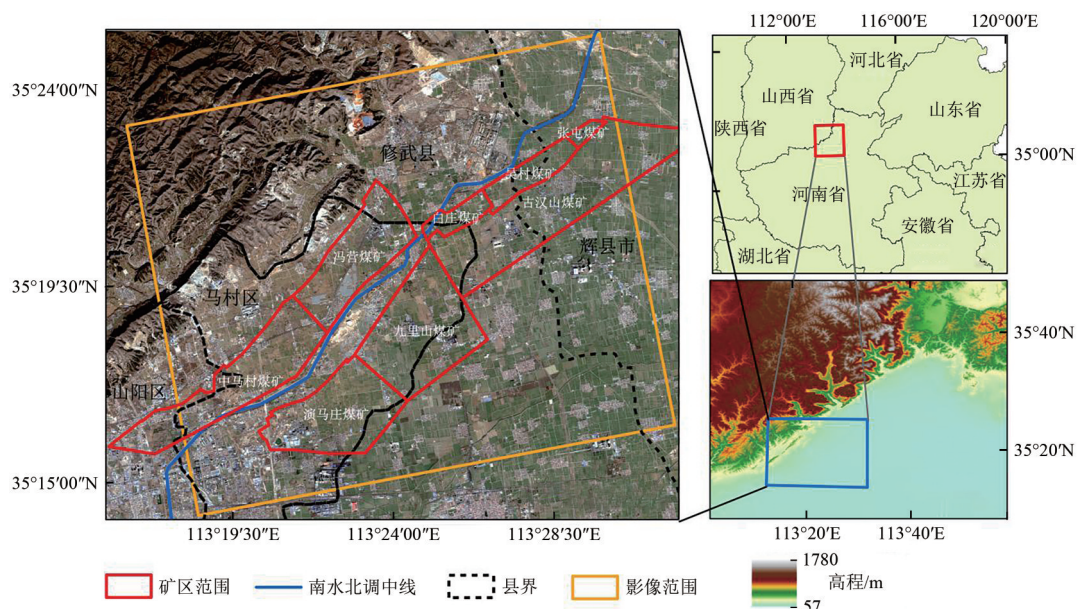 35°24′00″N
35°19′30″N
35°15′00″N
113°19′30″E
113°24′00″E
113°28′30″E
修武县
张屯煤矿
吴村煤矿
古汉山煤矿
白庄煤矿
辉县市
冯营煤矿
马村区
九里山煤矿
中马村煤矿
山阳区
演马庄煤矿
112°00′E
116°00′E
120°00′E
河北省
山西省
山东省
陕西省
35°00′N
河南省
江苏省
安徽省
湖北省
35°40′N
35°20′N
113°20′E
113°40′E
矿区范围
南水北调中线
县界
影像范围
1780
高程/m
57